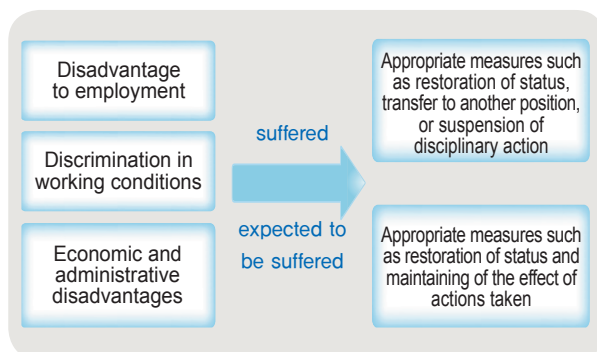 Disadvantage
to employment
Discrimination in
working conditions
Economic and
administrative
disadvantages
suffered
expected to
be suffered
Appropriate measures such
as restoration of status,
transfer to another position,
or suspension of
disciplinary action
Appropriate measures such
as restoration of status and
maintaining of the effect of
actions taken